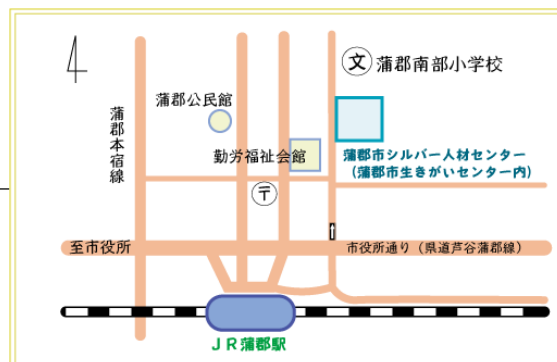 文 蒲郡南部小学校
蒲郡公民館
蒲郡本宿線
勤労福祉会館
蒲郡市シルバー人材センター
（蒲郡市生きがいセンター内）
〒
至市役所
市役所通り（県道芦谷蒲郡線）
ＪＲ蒲郡駅